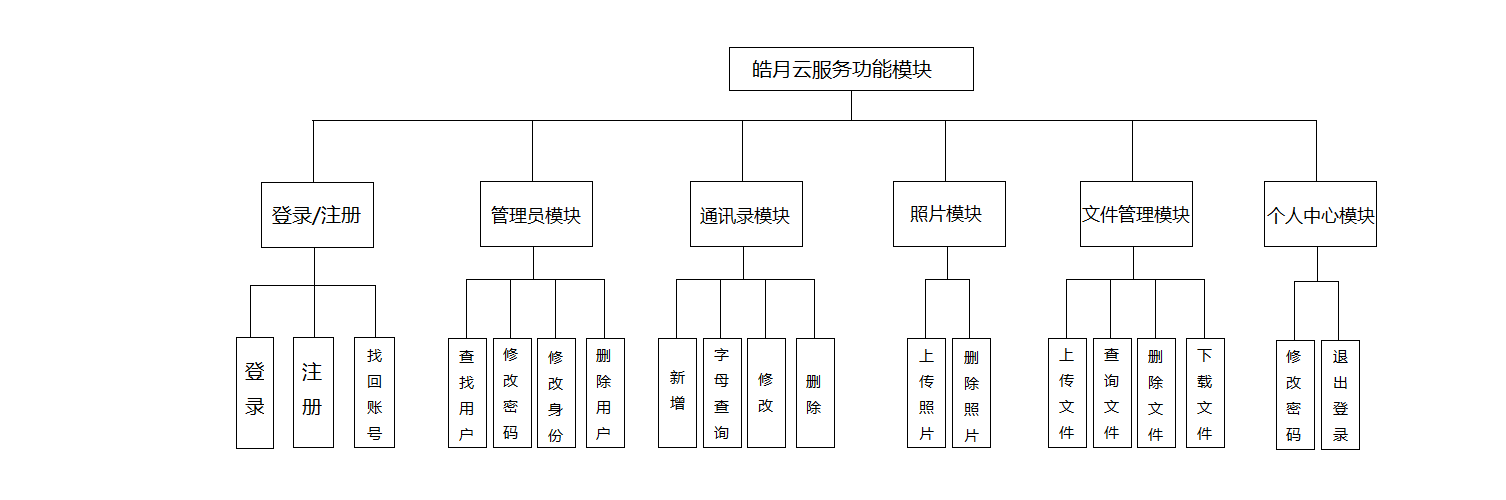 皓月云服务功能模块
登录/注册
管理员模块
通讯录模块
照片模块
文件管理模块
个人中心模块
登录
注册
找回账号
查找用户
修改密码
修改身份
删除用户
新增
字母查询
修改
删除
上传照片
删除照片
上传文件
查询文件
删除文件
下载文件
修改密码
退出登录